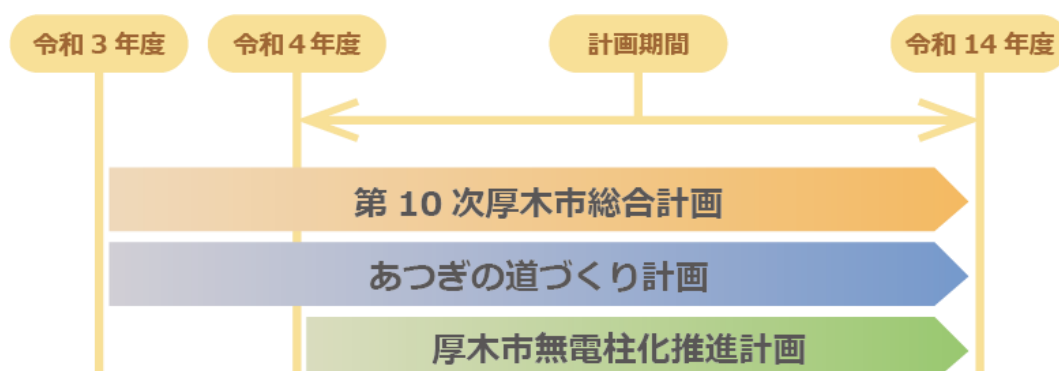 令和 3 年度
令和４年度
計画期間
令和 14 年度
第 10 次厚木市総合計画
あつぎの道づくり計画
厚木市無電柱化推進計画